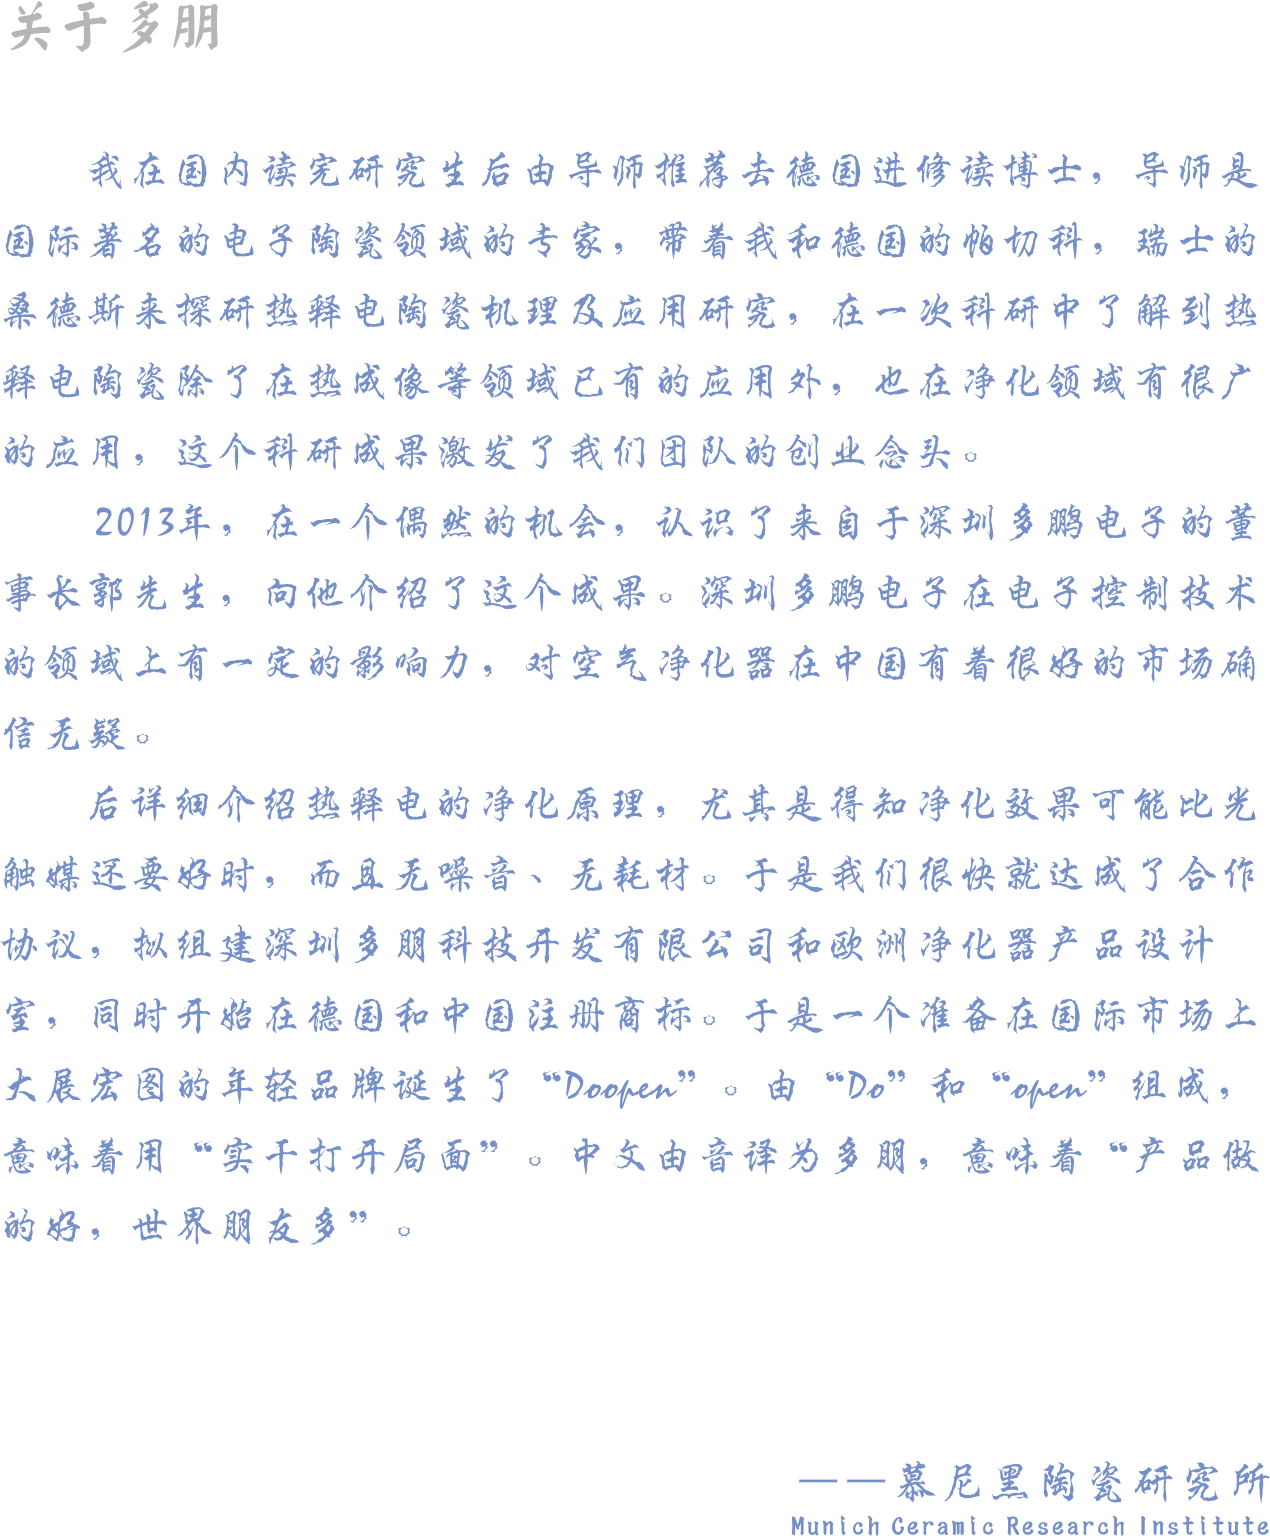 关于多朋
我在国内读完研究生后由导师推荐去德国进修读博士，导师是
国际著名的电子陶瓷领域的专家，带着我和德国的帕切科，瑞士的
桑德斯来探研热释电陶瓷机理及应用研究，在一次科研中了解到热
释电陶瓷除了在热成像等领域已有的应用外，也在净化领域有很广
的应用，这个科研成果激发了我们团队的创业念头。
2013年，在一个偶然的机会，认识了来自于深圳多鹏电子的董
事长郭先生，向他介绍了这个成果。深圳多鹏电子在电子控制技术
的领域上有一定的影响力，对空气净化器在中国有着很好的市场确
信无疑。
后详细介绍热释电的净化原理，尤其是得知净化效果可能比光
触媒还要好时，而且无噪音、无耗材。于是我们很快就达成了合作
协议，拟组建深圳多朋科技开发有限公司和欧洲净化器产品设计
室，同时开始在德国和中国注册商标。于是一个准备在国际市场上
大展宏图的年轻品牌诞生了“Doopen”。由“Do”和“open”组成，
意味着用“实干打开局面”。中文由音译为多朋，意味着“产品做
的好，世界朋友多”。
——慕尼黑陶瓷研究所
Munich Ceramic Research Institute